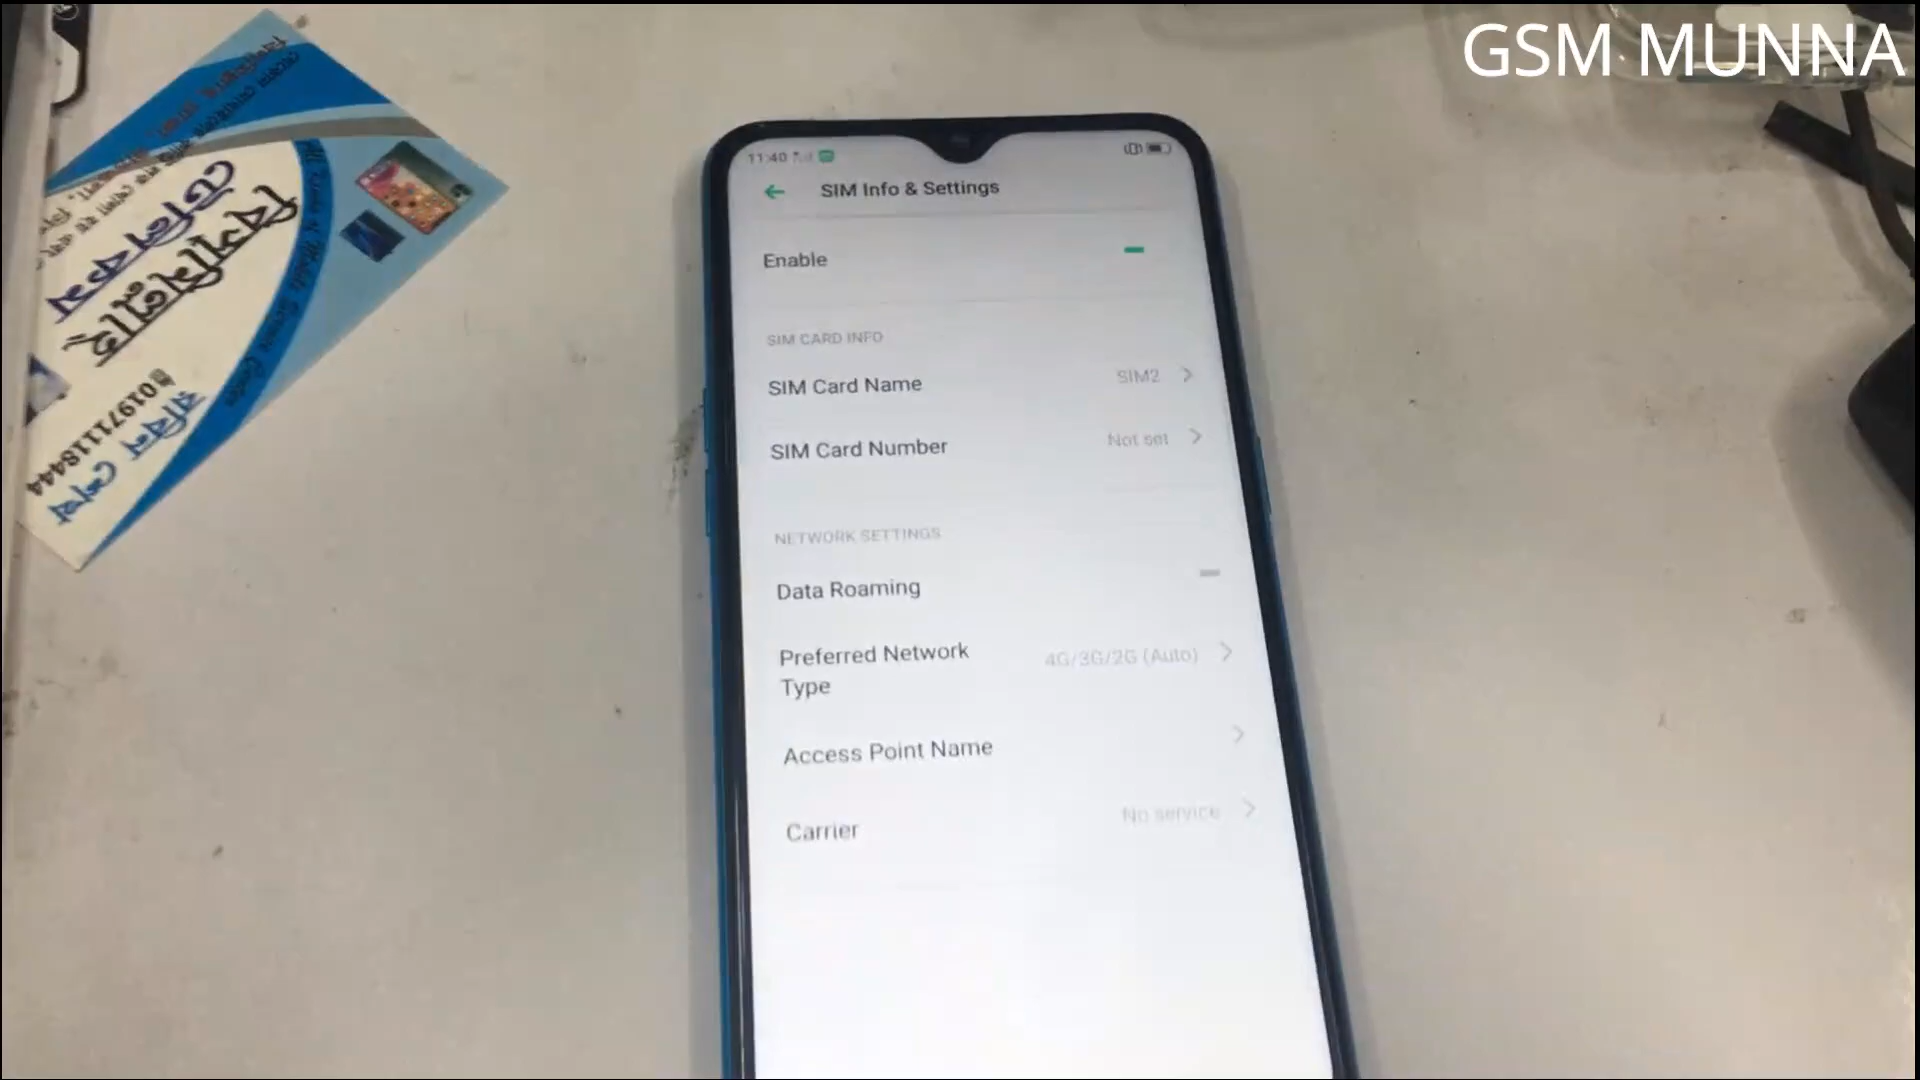 GSM MUNNA
11:40
SIM Info & Settings
Enable
SIM CARD INFO
SIM Card Name
SIM2
SIM Card Number
Not set
NETWORK SETTINGS
Data Roaming
Preferred Network
Type
4G/3G/2G (Auto)
Access Point Name
Carrier
No service
01971118444